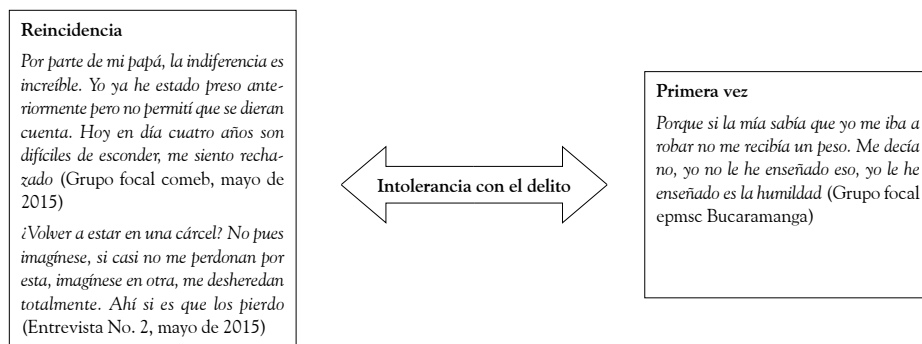 Reincidencia
Por parte de mi papá, la indiferencia es
increíble. Yo ya he estado preso ante-
riormente pero no permití que se dieran
cuenta. Hoy en día cuatro años son
difíciles de esconder, me siento recha-
zado (Grupo focal comeb, mayo de
2015)
¿Volver a estar en una cárcel? No pues
imagínese, si casi no me perdonan por
esta, imagínese en otra, me desheredan
totalmente. Ahí si es que los pierdo
(Entrevista No. 2, mayo de 2015)
Intolerancia con el delito
Primera vez
Porque si la mía sabía que yo me iba a
robar no me recibía un peso. Me decía
no, yo no le he enseñado eso, yo le he
enseñado es la humildad (Grupo focal
epmsc Bucaramanga)